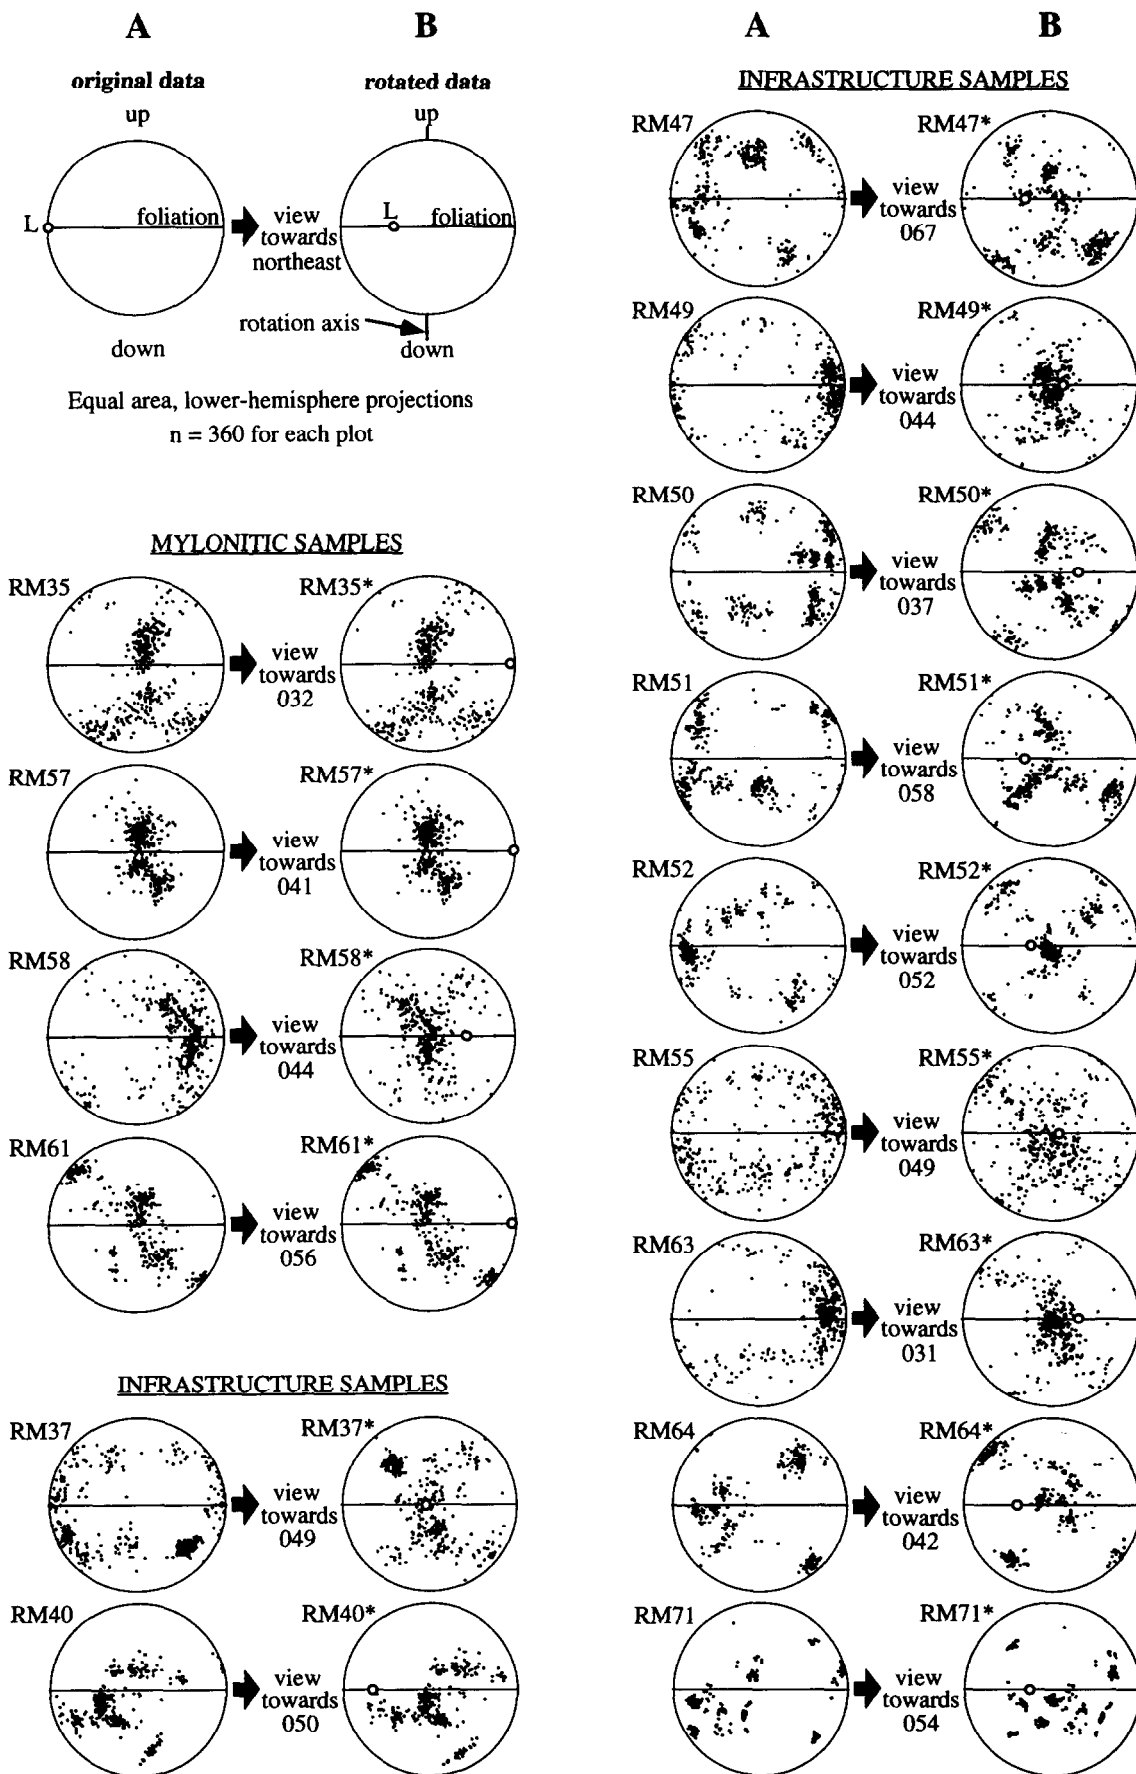 A
B
original data
rotated data
up
up
L
foliation
view
towards
northeast
L
foliation
rotation axis
down
down
Equal area, lower-hemisphere projections
n = 360 for each plot
MYLONITIC SAMPLES
RM35
view
towards
032
RM35*
RM57
view
towards
041
RM57*
RM58
view
towards
044
RM58*
RM61
view
towards
056
RM61*
INFRASTRUCTURE SAMPLES
RM37
view
towards
049
RM37*
RM40
view
towards
050
RM40*
A
B
INFRASTRUCTURE SAMPLES
RM47
view
towards
067
RM47*
RM49
view
towards
044
RM49*
RM50
view
towards
037
RM50*
RM51
view
towards
058
RM51*
RM52
view
towards
052
RM52*
RM55
view
towards
049
RM55*
RM63
view
towards
031
RM63*
RM64
view
towards
042
RM64*
RM71
view
towards
054
RM71*